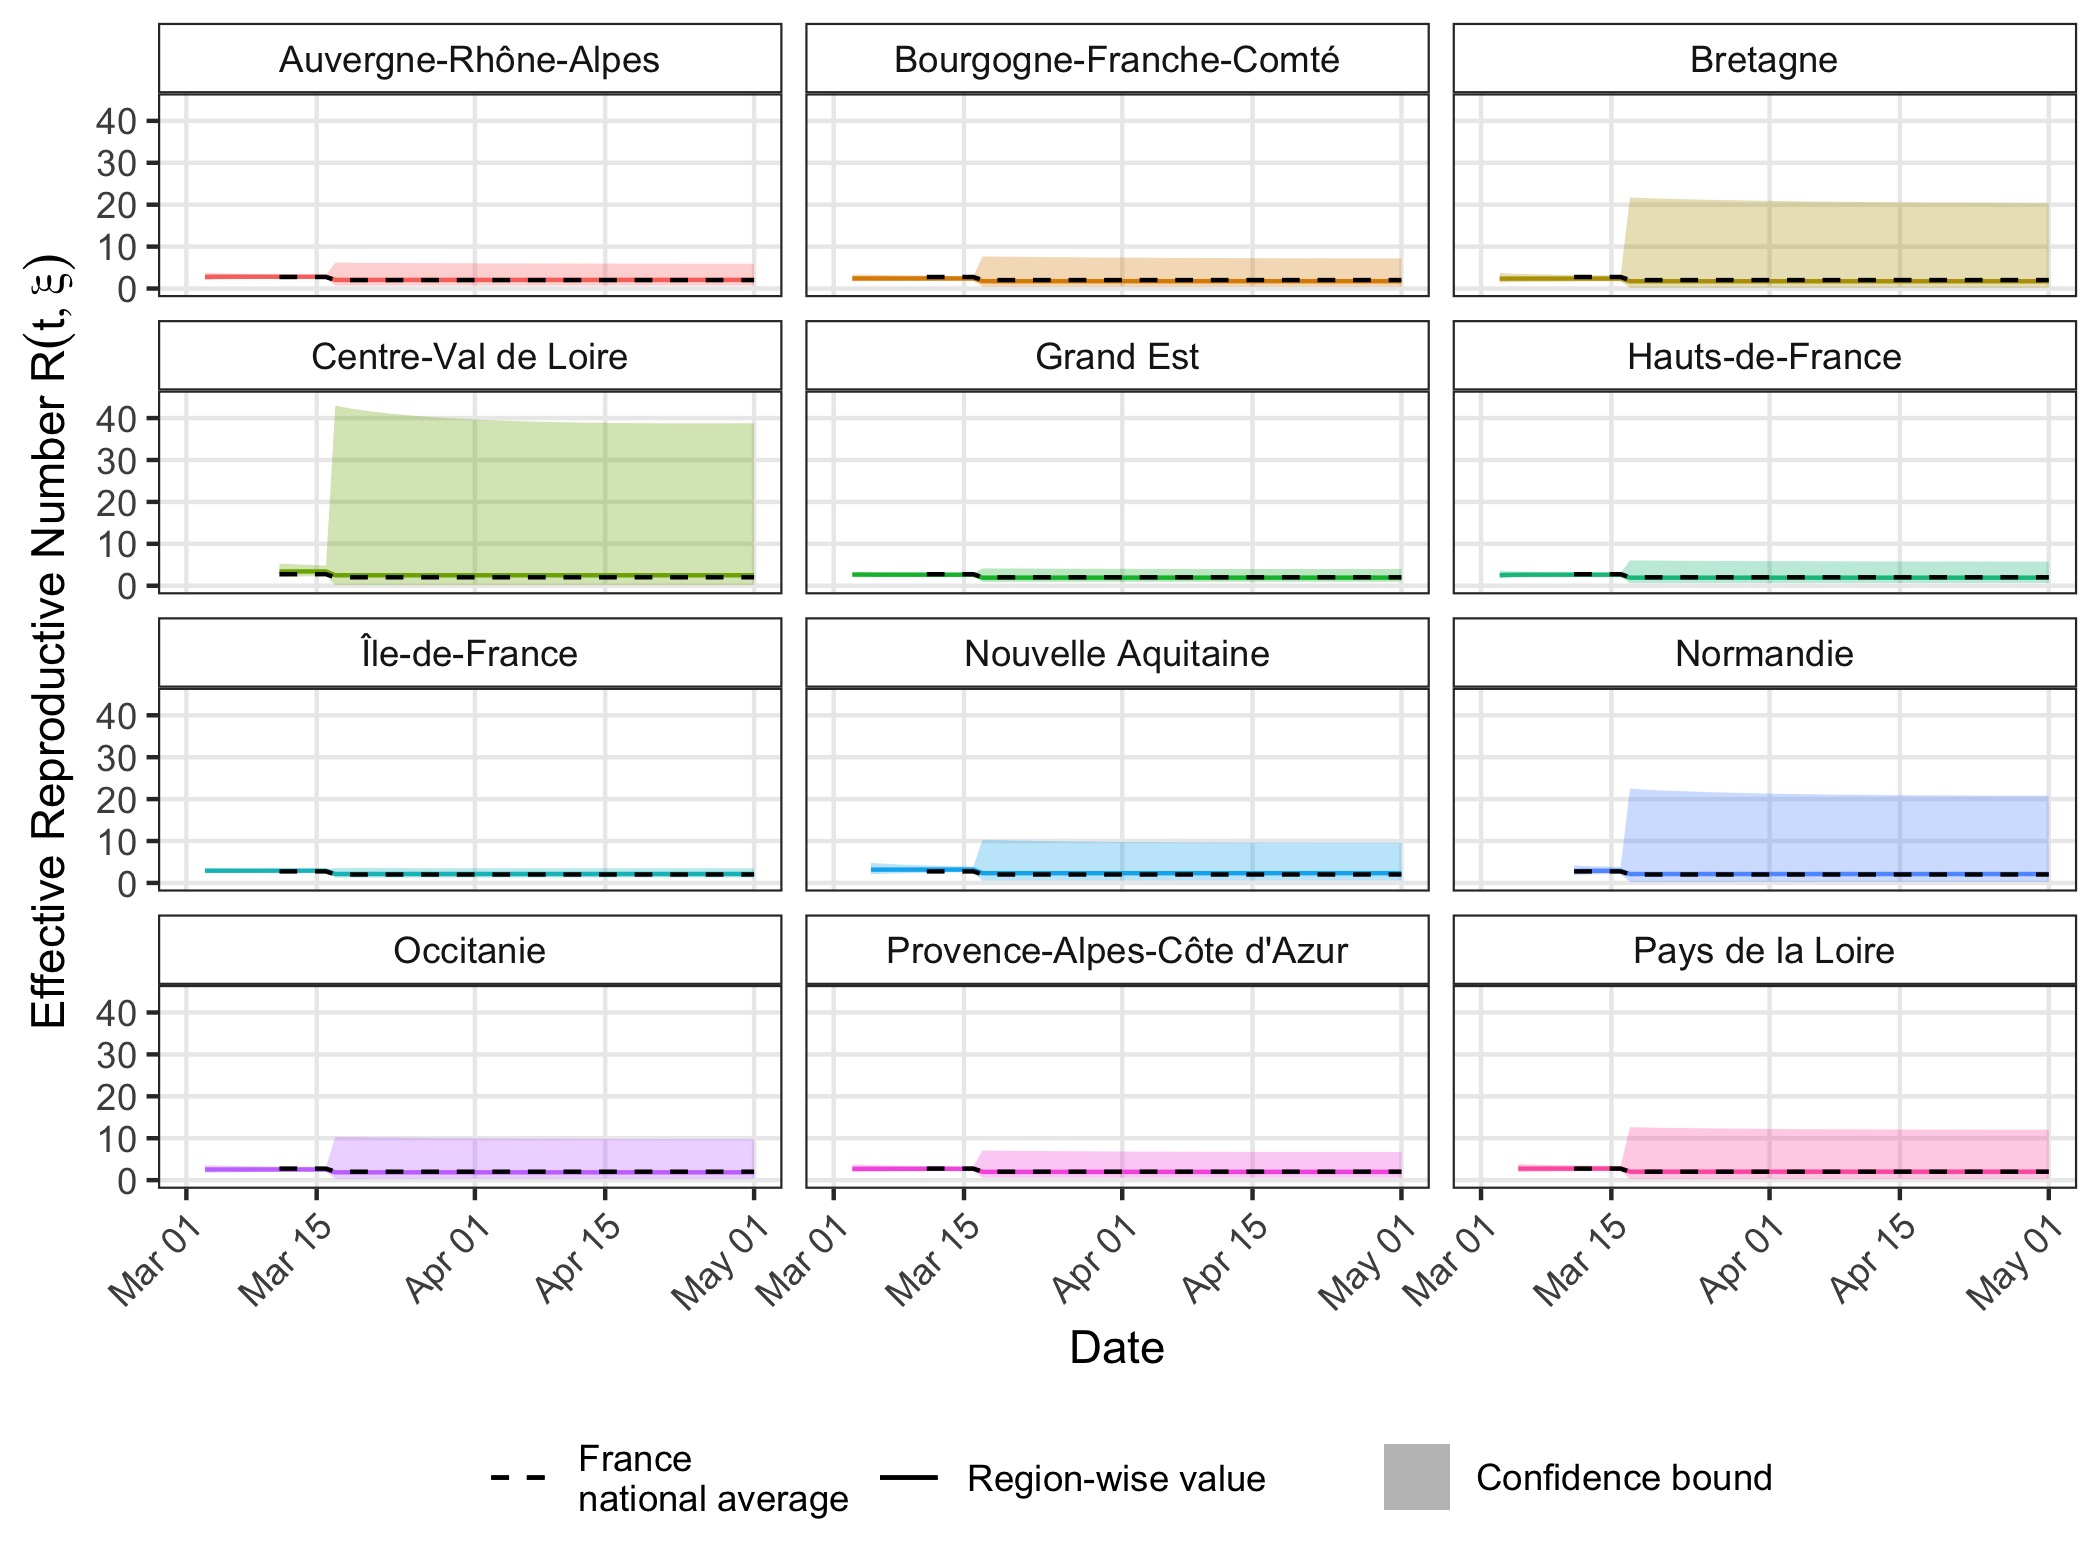 Auvergne-Rhône-Alpes
Bourgogne-Franche-Comté
Bretagne
40
30
20
10
0
Centre-Val de Loire
Grand Est
Hauts-de-France
40
30
20
10
0
Île-de-France
Nouvelle Aquitaine
Normandie
40
30
20
10
0
Occitanie
Provence-Alpes-Côte d'Azur
Pays de la Loire
40
30
20
10
0
Effective Reproductive Number R(t, ξ)
Mar 01
Mar 15
Apr 01
Apr 15
May 01
Mar 01
Mar 15
Apr 01
Apr 15
May 01
Mar 01
Mar 15
Apr 01
Apr 15
May 01
Date
France
national average
Region-wise value
Confidence bound